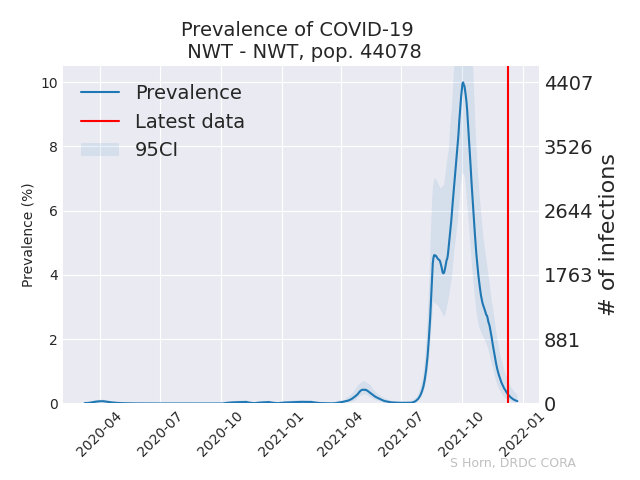 Prevalence of COVID-19
NWT - NWT, pop. 44078
Prevalence
Latest data
95CI
Prevalence (%)
10
8
6
4
2
0
4407
3526
2644
1763
881
0
# of infections
2020-04
2020-07
2020-10
2021-01
2021-04
2021-07
2021-10
2022-01
S Horn, DRDC CORA